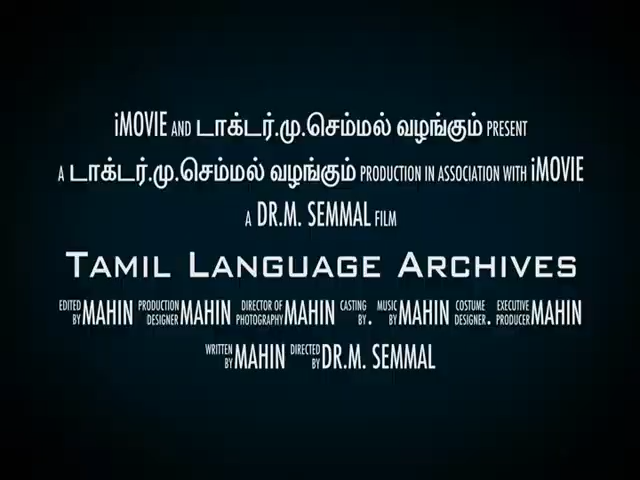 iMOVIE AND டாக்டர்.மு.செம்மல் வழங்கும் PRESENT
A டாக்டர்.மு.செம்மல் வழங்கும் PRODUCTION IN ASSOCIATION WITH iMOVIE
A DR.M. SEMMAL FILM
TAMIL LANGUAGE ARCHIVES
EDITED BY MAHIN PRODUCTION DESIGNER MAHIN DIRECTOR OF PHOTOGRAPHY MAHIN CASTING BY . MUSIC BY MAHIN COSTUME DESIGNER . EXECUTIVE PRODUCER MAHIN
WRITTEN BY MAHIN DIRECTED BY DR.M. SEMMAL